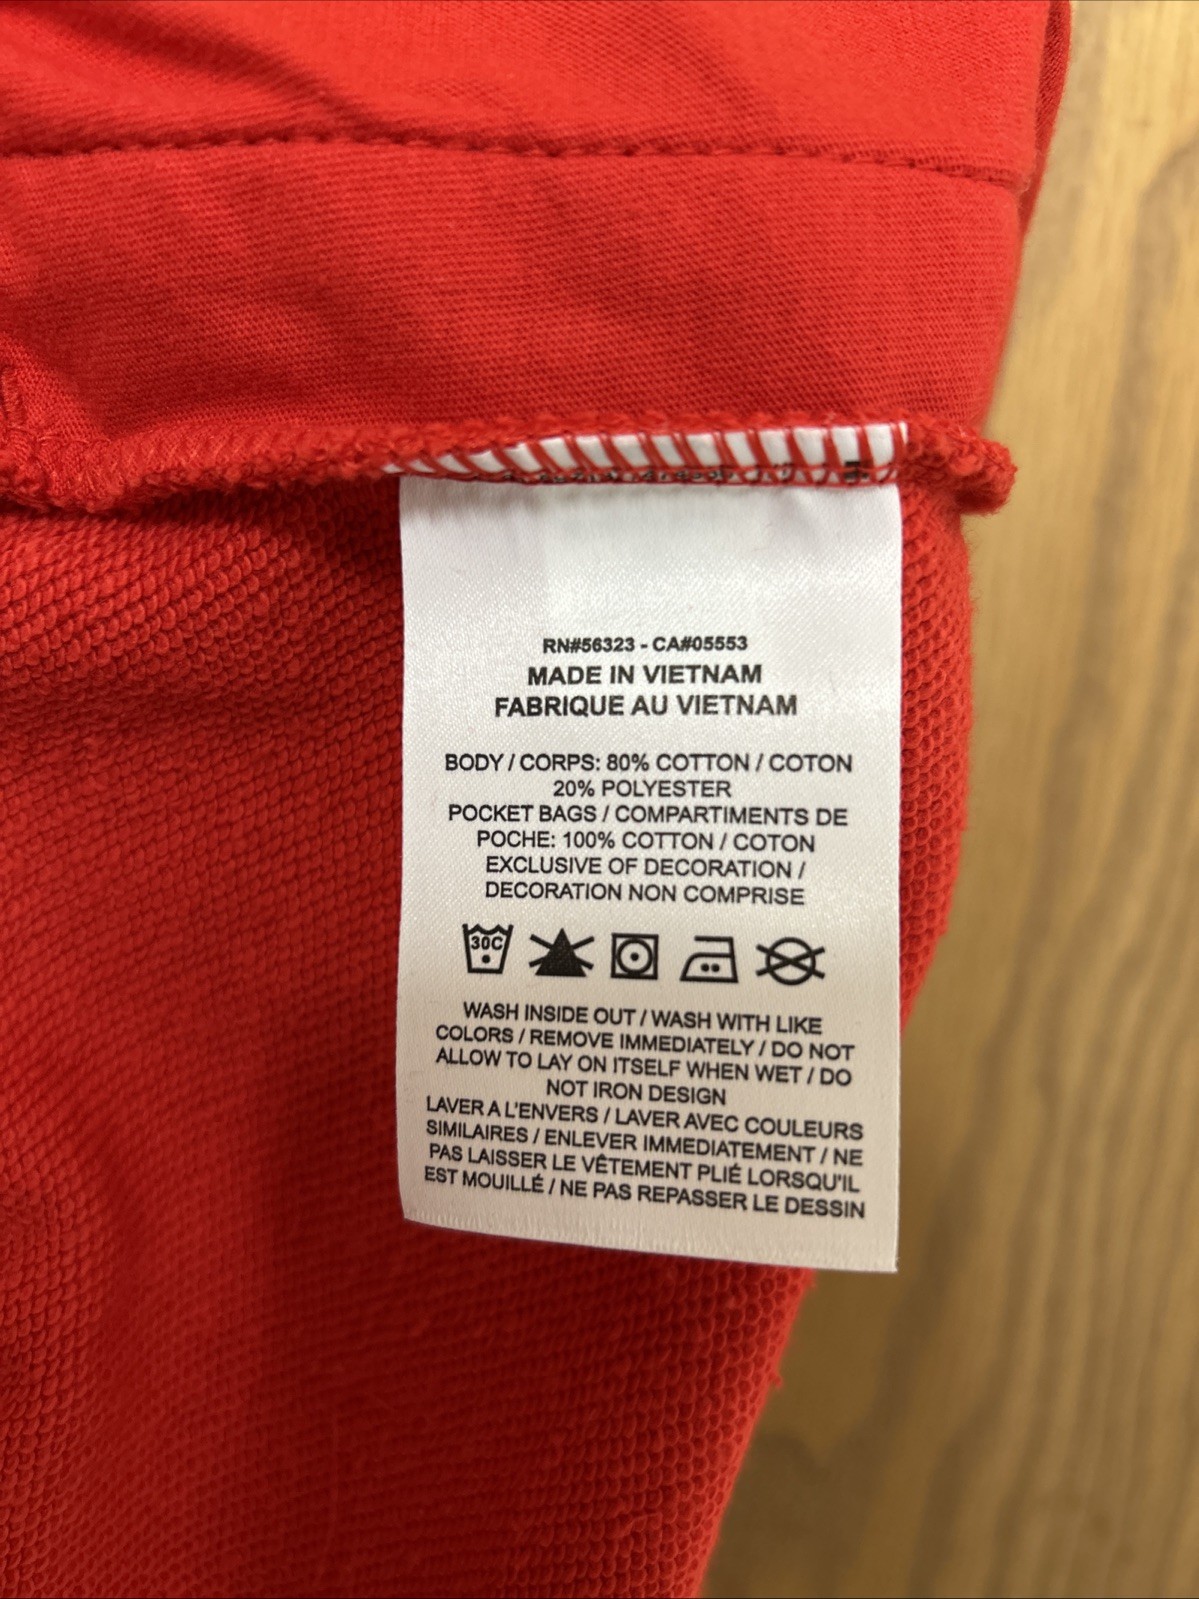 RN#56323 - CA#05553
MADE IN VIETNAM
FABRIQUE AU VIETNAM
BODY / CORPS: 80% COTTON / COTON
20% POLYESTER
POCKET BAGS / COMPARTIMENTS DE
POCHE: 100% COTTON / COTON
EXCLUSIVE OF DECORATION /
DECORATION NON COMPRISE
30C
WASH INSIDE OUT / WASH WITH LIKE
COLORS / REMOVE IMMEDIATELY / DO NOT
ALLOW TO LAY ON ITSELF WHEN WET / DO
NOT IRON DESIGN
LAVER A L'ENVERS / LAVER AVEC COULEURS
SIMILAIRES / ENLEVER IMMEDIATEMENT / NE
PAS LAISSER LE VÊTEMENT PLIÉ LORSQU'IL
EST MOUILLÉ / NE PAS REPASSER LE DESSIN